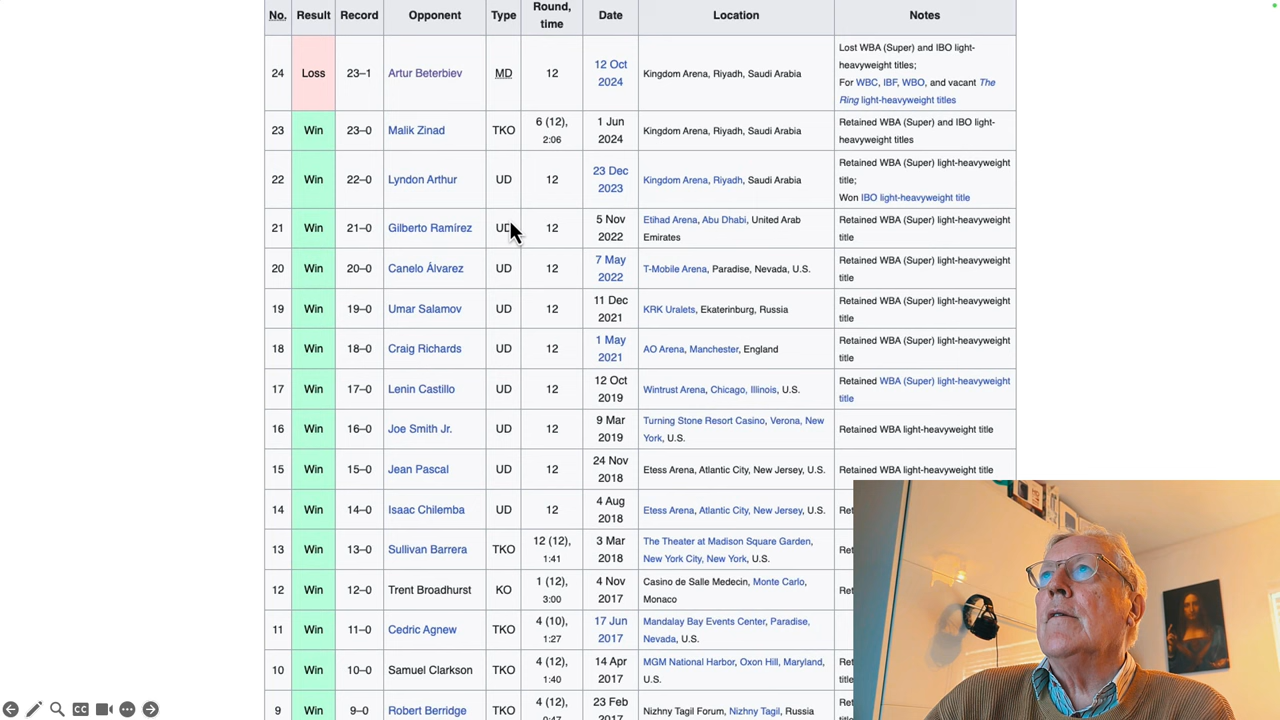 No. Result Record Opponent Type Round, time Date Location Notes
24 Loss 23–1 Artur Beterbiev MD 12 12 Oct 2024 Kingdom Arena, Riyadh, Saudi Arabia Lost WBA (Super) and IBO light-heavyweight titles; For WBC, IBF, WBO, and vacant The Ring light-heavyweight titles
23 Win 23–0 Malik Zinad TKO 6 (12), 2:06 1 Jun 2024 Kingdom Arena, Riyadh, Saudi Arabia Retained WBA (Super) and IBO light-heavyweight titles
22 Win 22–0 Lyndon Arthur UD 12 23 Dec 2023 Kingdom Arena, Riyadh, Saudi Arabia Retained WBA (Super) light-heavyweight title; Won IBO light-heavyweight title
21 Win 21–0 Gilberto Ramírez UD 12 5 Nov 2022 Etihad Arena, Abu Dhabi, United Arab Emirates Retained WBA (Super) light-heavyweight title
20 Win 20–0 Canelo Álvarez UD 12 7 May 2022 T-Mobile Arena, Paradise, Nevada, U.S. Retained WBA (Super) light-heavyweight title
19 Win 19–0 Umar Salamov UD 12 11 Dec 2021 KRK Uralets, Ekaterinburg, Russia Retained WBA (Super) light-heavyweight title
18 Win 18–0 Craig Richards UD 12 1 May 2021 AO Arena, Manchester, England Retained WBA (Super) light-heavyweight title
17 Win 17–0 Lenin Castillo UD 12 12 Oct 2019 Wintrust Arena, Chicago, Illinois, U.S. Retained WBA (Super) light-heavyweight title
16 Win 16–0 Joe Smith Jr. UD 12 9 Mar 2019 Turning Stone Resort Casino, Verona, New York, U.S. Retained WBA light-heavyweight title
15 Win 15–0 Jean Pascal UD 12 24 Nov 2018 Etess Arena, Atlantic City, New Jersey, U.S. Retained WBA light-heavyweight title
14 Win 14–0 Isaac Chilemba UD 12 4 Aug 2018 Etess Arena, Atlantic City, New Jersey, U.S.
13 Win 13–0 Sullivan Barrera TKO 12 (12), 1:41 3 Mar 2018 The Theater at Madison Square Garden, New York City, New York, U.S.
12 Win 12–0 Trent Broadhurst KO 1 (12), 3:00 4 Nov 2017 Casino de Salle Medecin, Monte Carlo, Monaco
11 Win 11–0 Cedric Agnew TKO 4 (10), 1:27 17 Jun 2017 Mandalay Bay Events Center, Paradise, Nevada, U.S.
10 Win 10–0 Samuel Clarkson TKO 4 (12), 1:40 14 Apr 2017 MGM National Harbor, Oxon Hill, Maryland, U.S.
9 Win 9–0 Robert Berridge TKO 4 (12), 23 Feb Nizhny Tagil Forum, Nizhny Tagil, Russia
CC